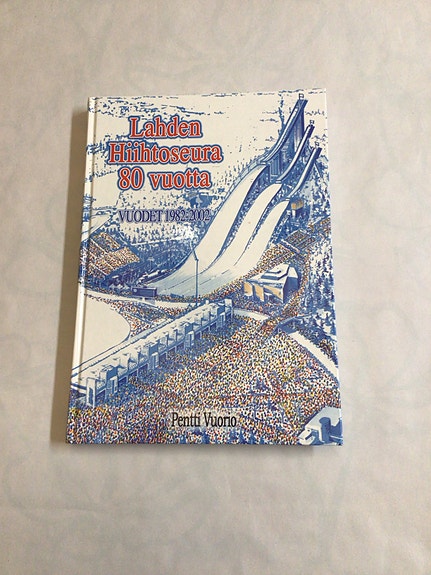 Lahden
Hiihtoseura
80 vuotta
VUODET 1982-2002
Pentti Vuorio